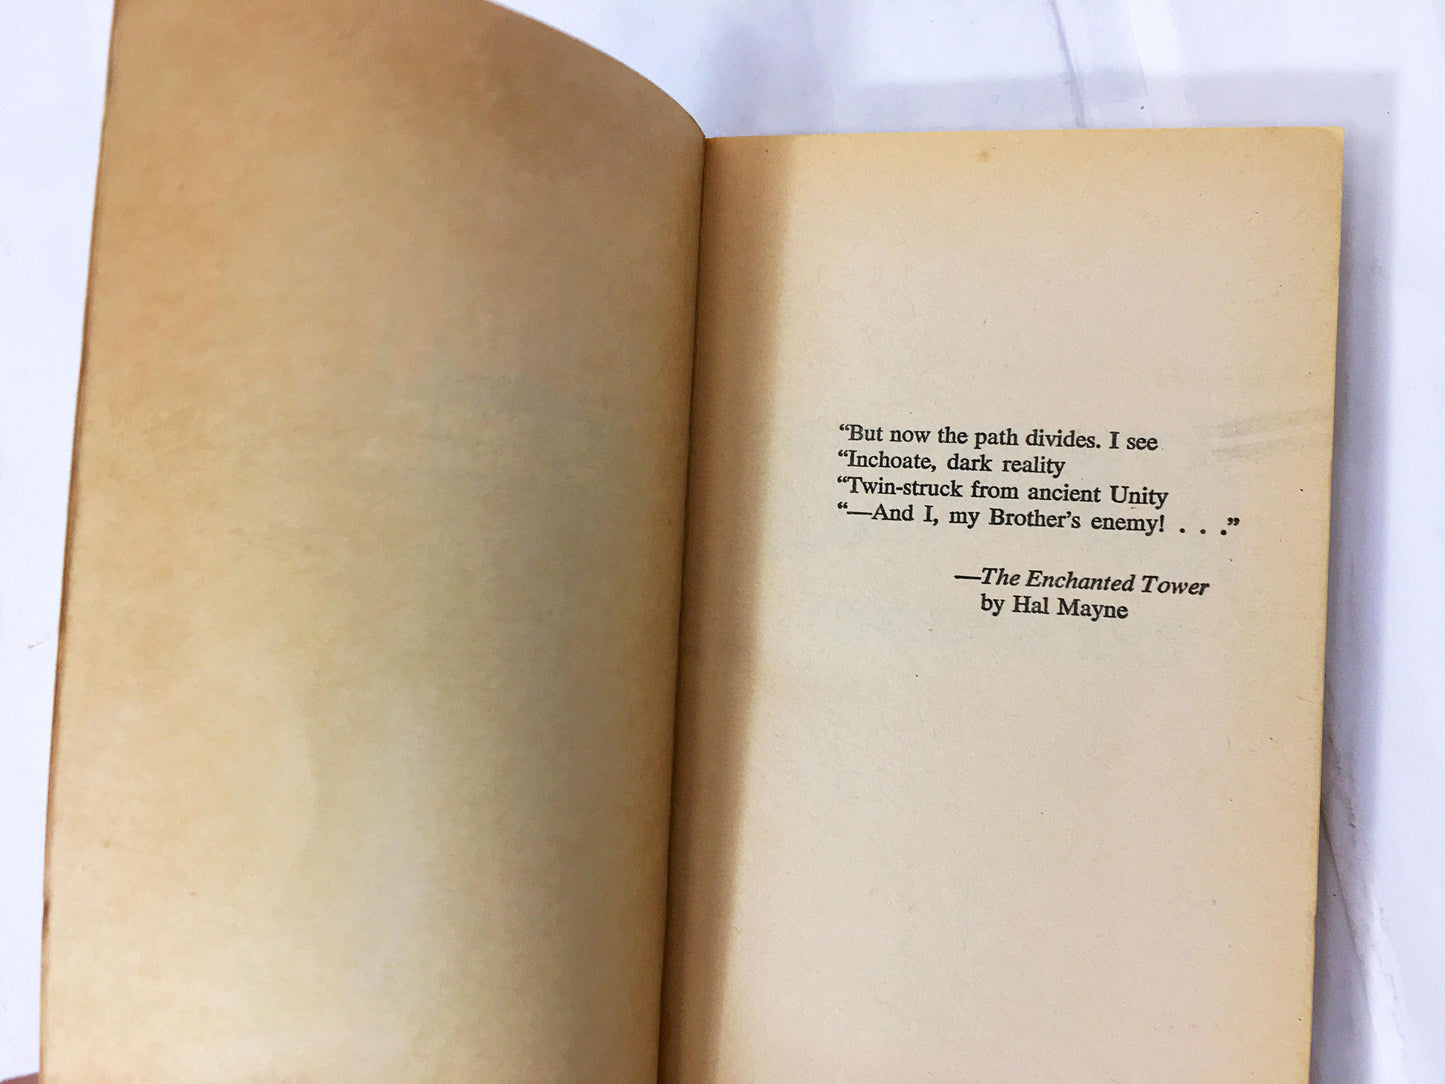 “But now the path divides. I see
“Inchoate, dark reality
“Twin-struck from ancient Unity
“—And I, my Brother’s enemy! . . .”
—The Enchanted Tower
by Hal Mayne